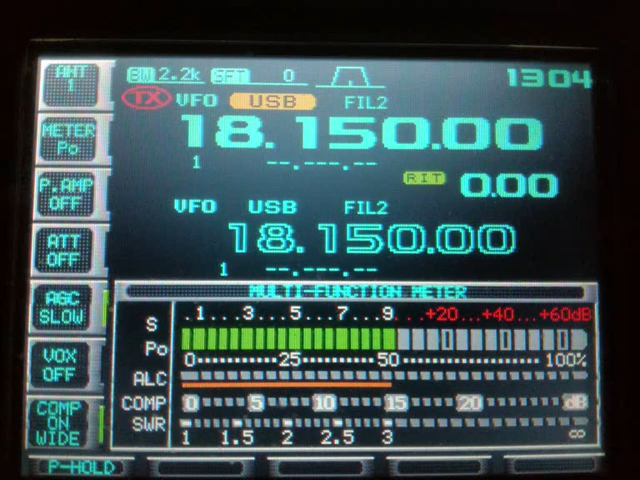 ANT
1
BW 2.2k SFT 0
1304
TX VFO USB FIL2
18.150.00
METER
Po
1 --.---.--
RIT 0.00
P.AMP
OFF
VFO USB FIL2
18.150.00
ATT
OFF
1 --.---.--
MULTI-FUNCTION METER
AGC
SLOW
S .1...3...5...7...9...+20...+40...+60dB
Po 0 25 50 100%
VOX
OFF
ALC
COMP 0 5 10 15 20 dB
COMP
ON
WIDE
SWR 1 1.5 2 2.5 3 ∞
P-HOLD